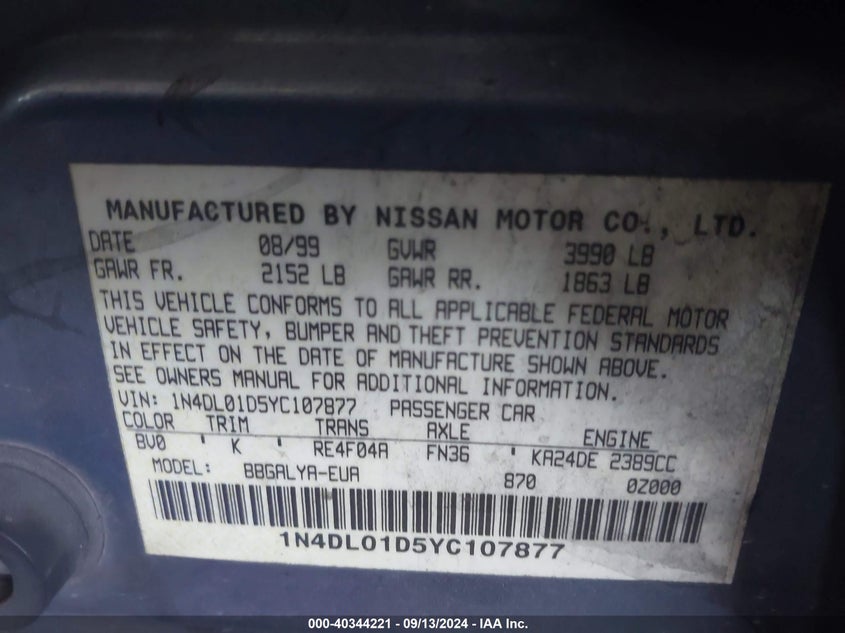 MANUFACTURED BY NISSAN MOTOR CO., LTD.
DATE 08/99 GVWR 3990 LB
GAWR FR. 2152 LB GAWR RR. 1863 LB
THIS VEHICLE CONFORMS TO ALL APPLICABLE FEDERAL MOTOR
VEHICLE SAFETY, BUMPER AND THEFT PREVENTION STANDARDS
IN EFFECT ON THE DATE OF MANUFACTURE SHOWN ABOVE.
SEE OWNERS MANUAL FOR ADDITIONAL INFORMATION.
VIN: 1N4DL01D5YC107877 PASSENGER CAR
COLOR TRIM TRANS AXLE ENGINE
BV0 ' K ' RE4F04A FN36 ' KA24DE 2389CC
MODEL: BBGALYA-EUA 870 0Z000
1N4DL01D5YC107877
000-40344221 - 09/13/2024 - IAA Inc.